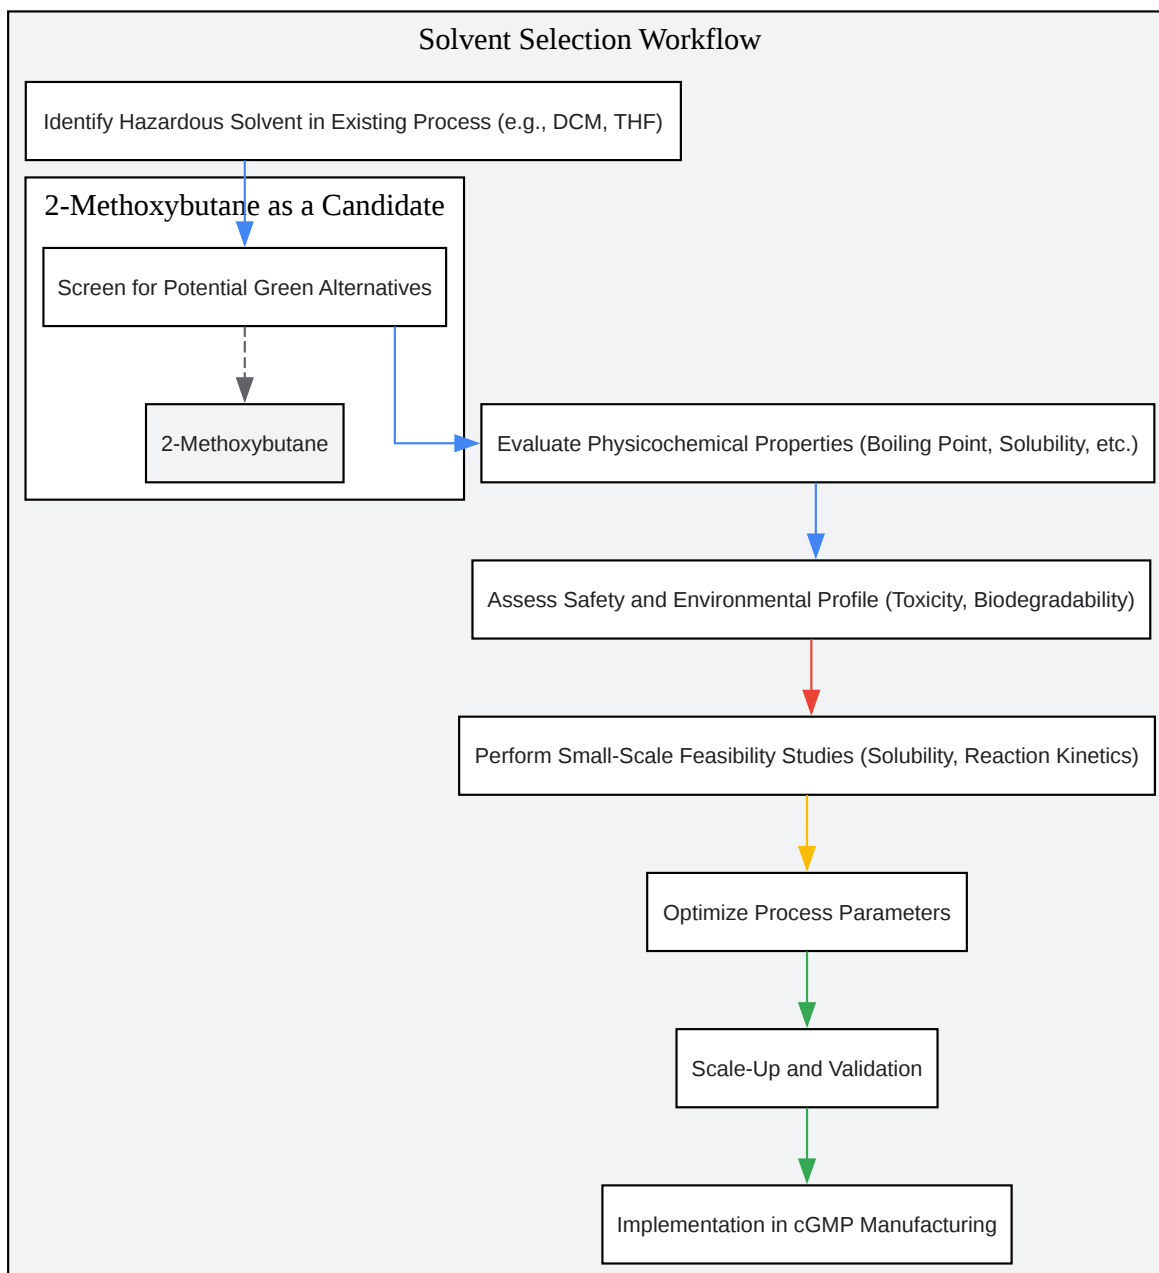 Solvent Selection Workflow
Identify Hazardous Solvent in Existing Process (e.g., DCM, THF)
2-Methoxybutane as a Candidate
Screen for Potential Green Alternatives
2-Methoxybutane
Evaluate Physicochemical Properties (Boiling Point, Solubility, etc.)
Assess Safety and Environmental Profile (Toxicity, Biodegradability)
Perform Small-Scale Feasibility Studies (Solubility, Reaction Kinetics)
Optimize Process Parameters
Scale-Up and Validation
Implementation in cGMP Manufacturing